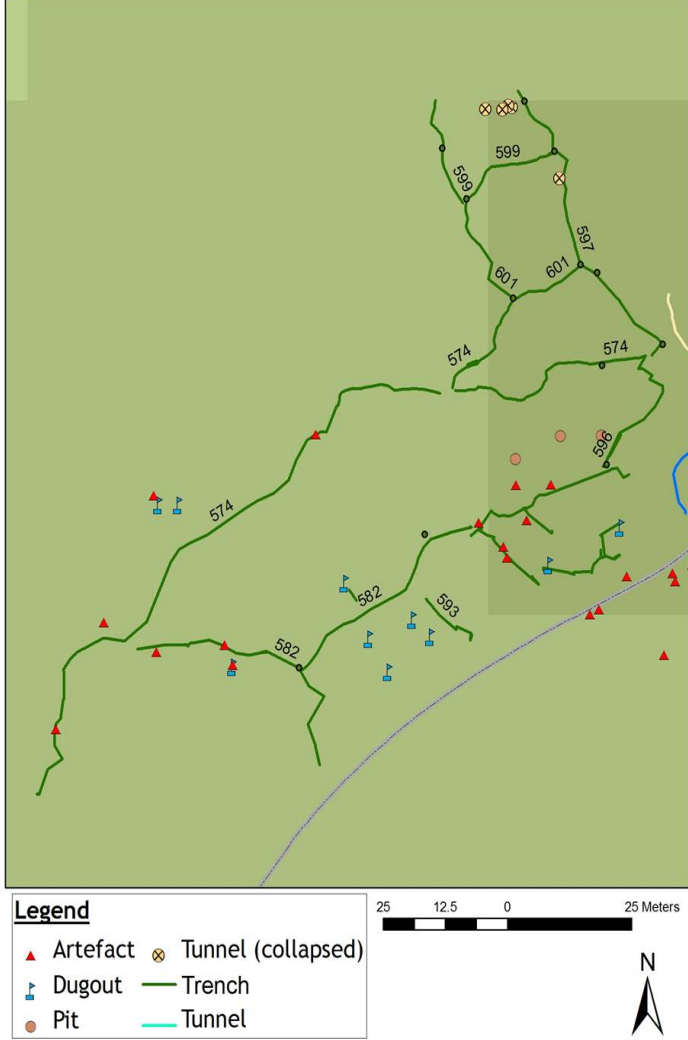 599
599
597
601
601
574
574
596
574
582
593
582
Legend
Artefact
Tunnel (collapsed)
Dugout
Trench
Pit
Tunnel
25 12.5 0 25 Meters
N